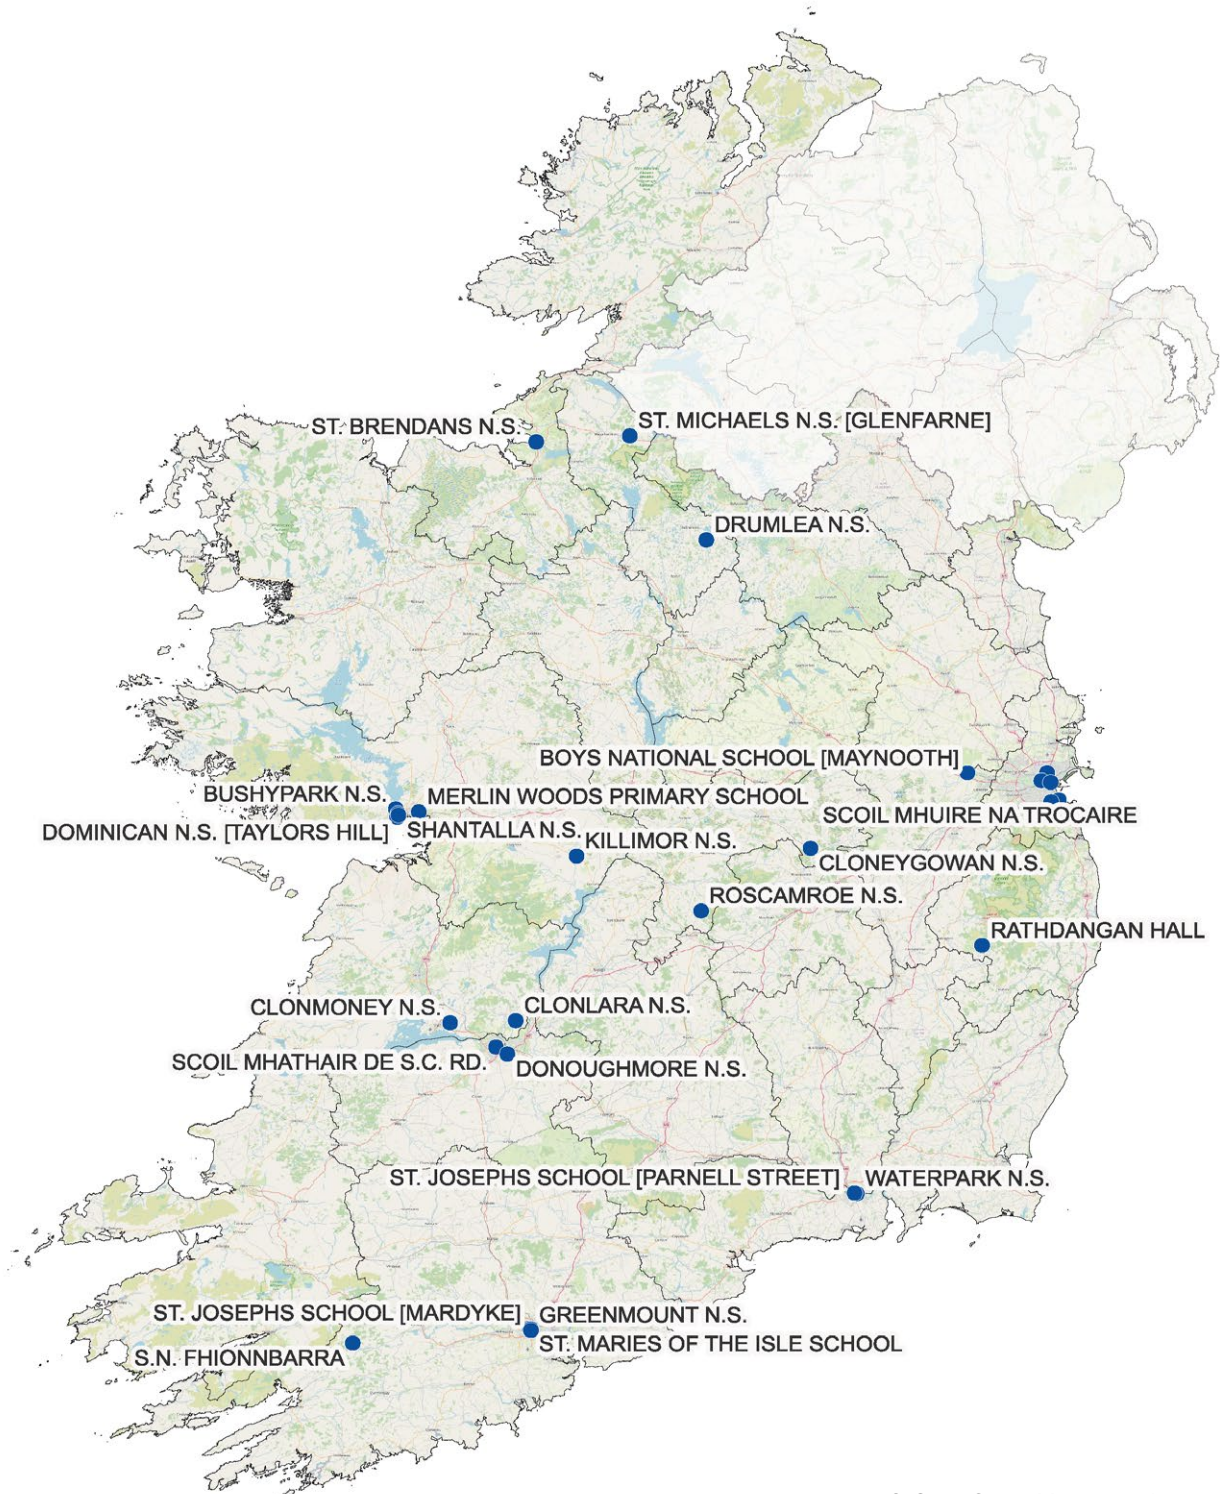 ST. BRENDANS N.S.
ST. MICHAELS N.S. [GLENFARNE]
DRUMLEA N.S.
BOYS NATIONAL SCHOOL [MAYNOOTH]
BUSHYPARK N.S.
MERLIN WOODS PRIMARY SCHOOL
SCOIL MHUIRE NA TROCAIRE
DOMINICAN N.S. [TAYLORS HILL]
SHANTALLA N.S.
KILLIMOR N.S.
CLONEYGOWAN N.S.
ROSCAMROE N.S.
RATHDANGAN HALL
CLONMONEY N.S.
CLONLARA N.S.
SCOIL MHATHAIR DE S.C. RD.
DONOUGHMORE N.S.
ST. JOSEPHS SCHOOL [PARNELL STREET]
WATERPARK N.S.
ST. JOSEPHS SCHOOL [MARDYKE]
GREENMOUNT N.S.
ST. MARIES OF THE ISLE SCHOOL
S.N. FHIONNBARRA